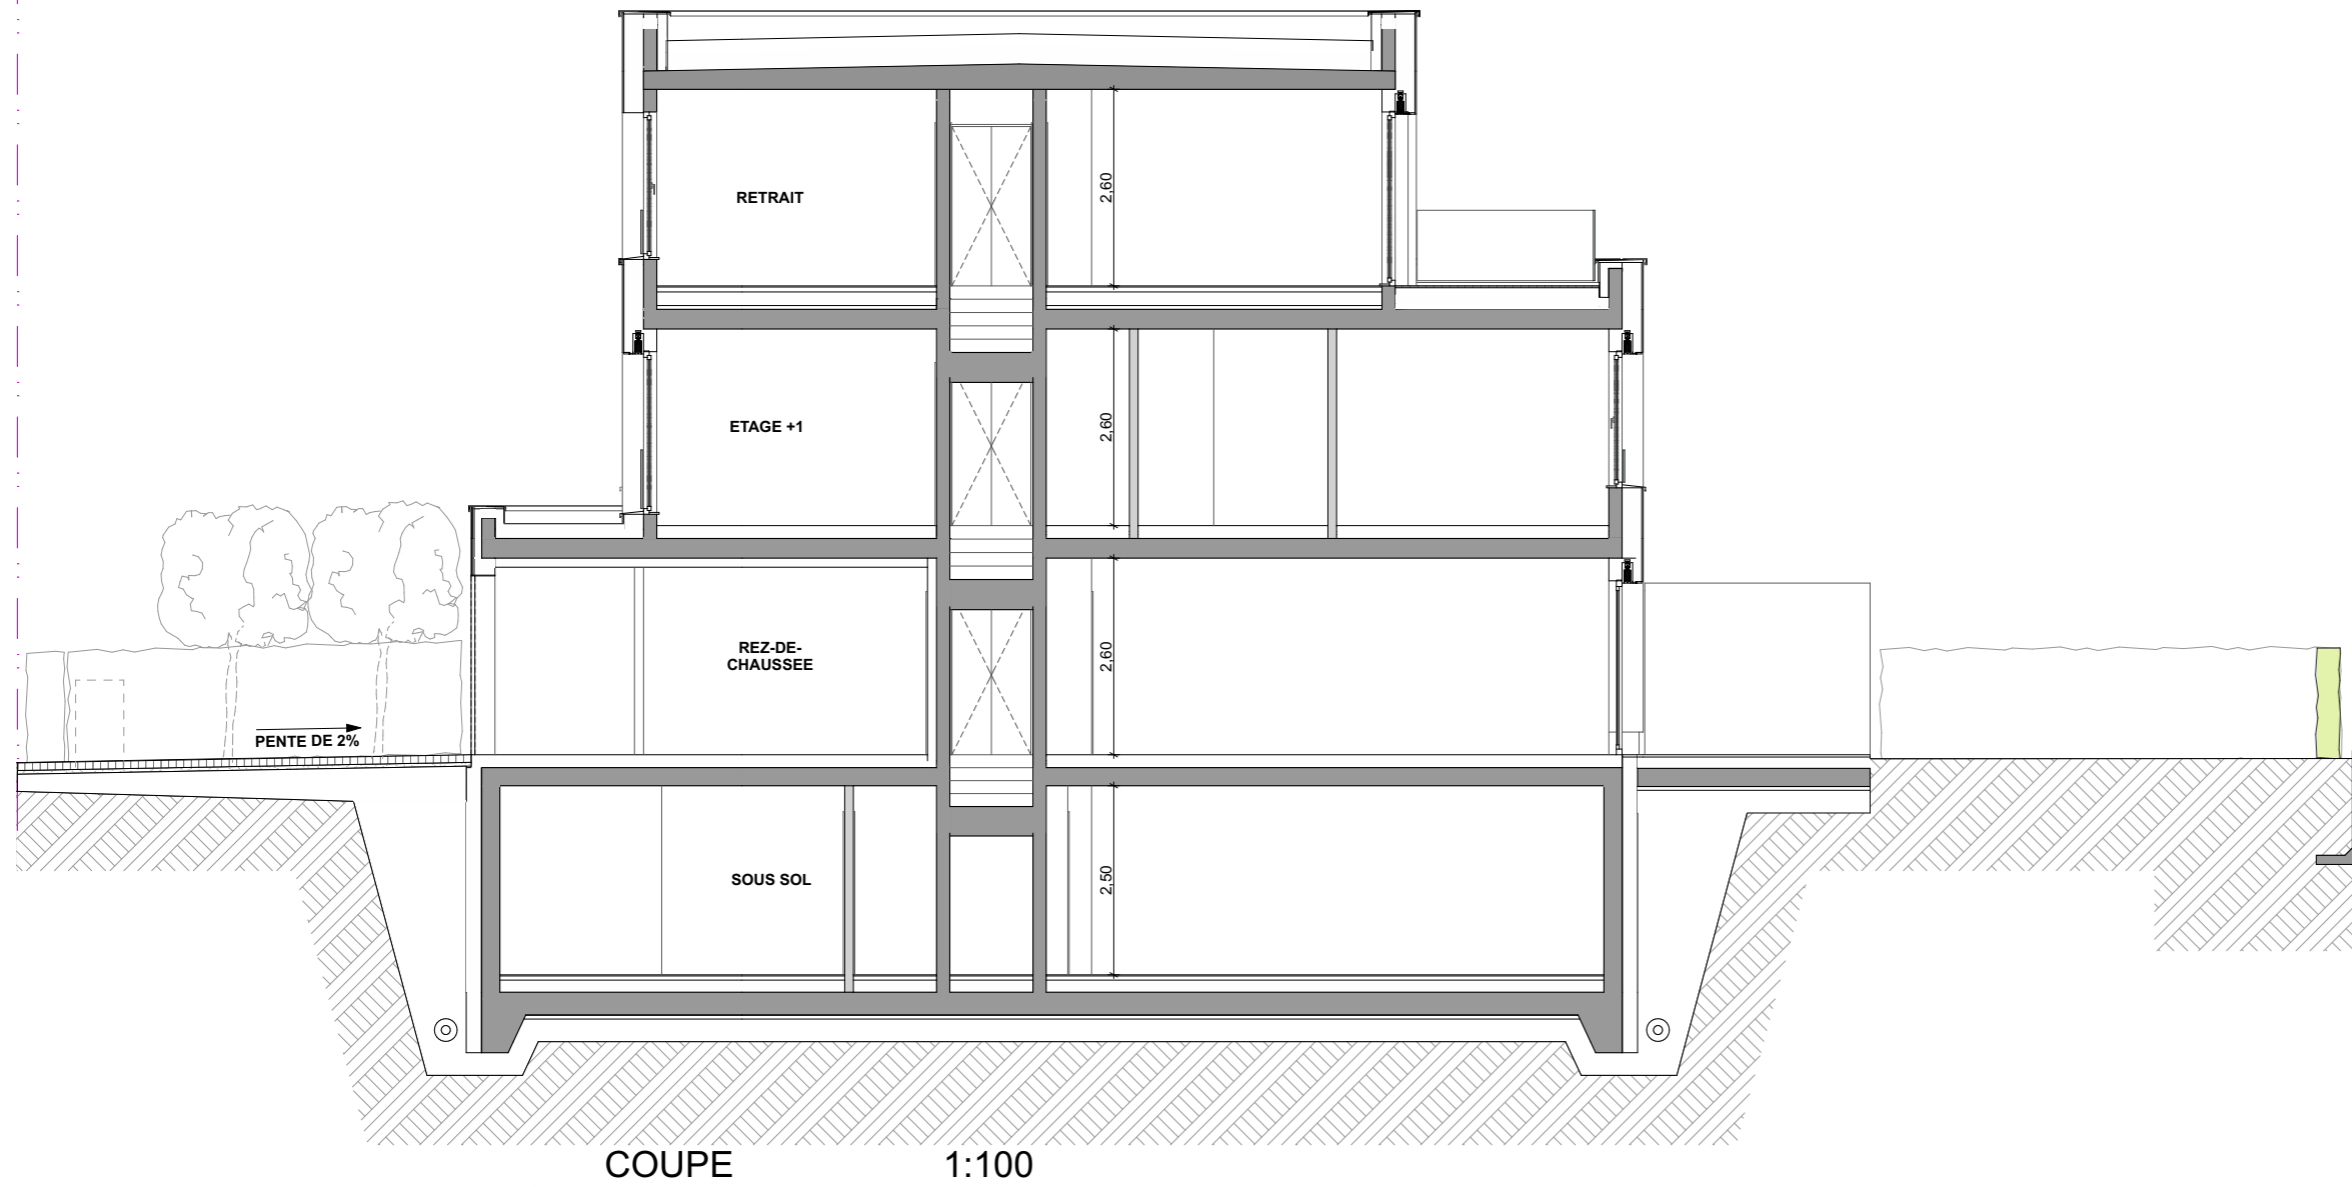 RETRAIT
2,60
ETAGE +1
2,60
REZ-DE-
CHAUSSEE
2,60
PENTE DE 2%
SOUS SOL
2,50
COUPE 1:100